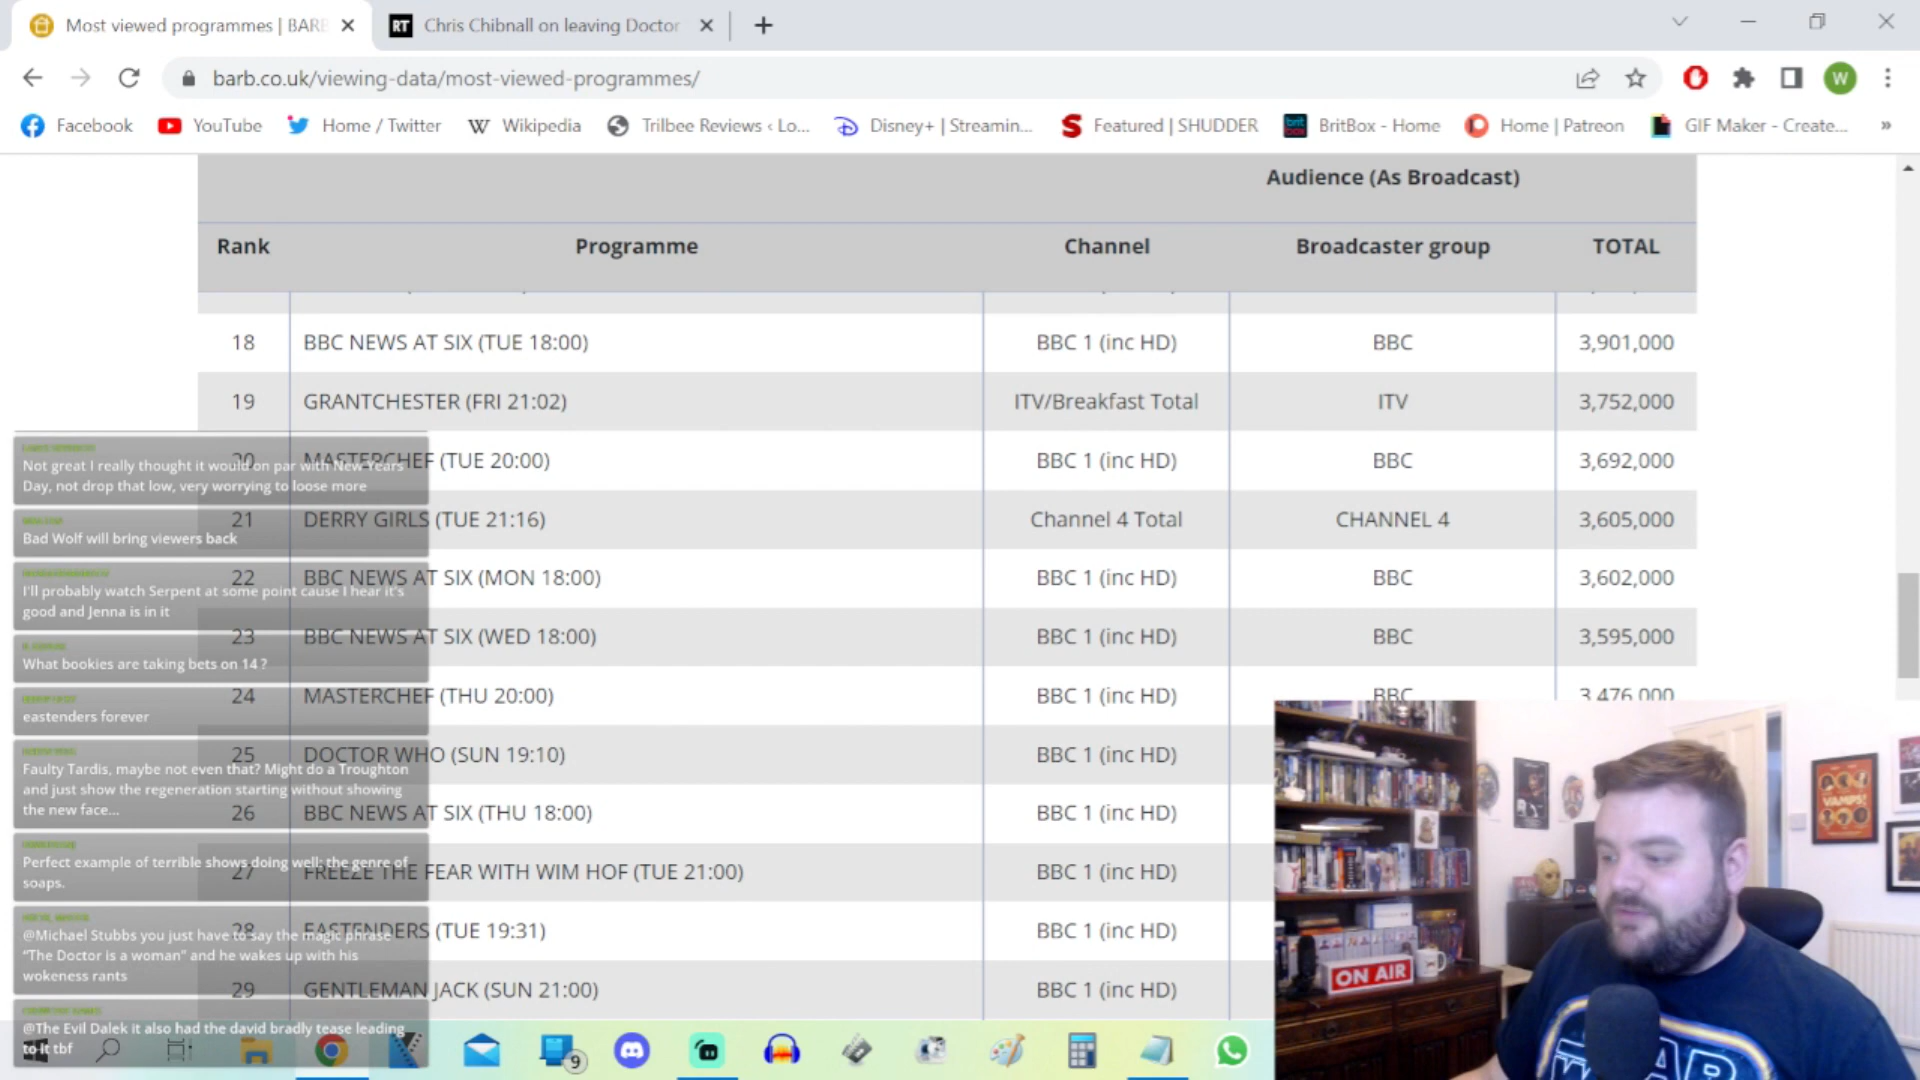 Most viewed programmes | BARB
Chris Chibnall on leaving Doctor
barb.co.uk/viewing-data/most-viewed-programmes/
W
Facebook
YouTube
Home / Twitter
Wikipedia
Trilbee Reviews ‹ Lo...
Disney+ | Streamin...
Featured | SHUDDER
BritBox - Home
Home | Patreon
GIF Maker - Create...
»
Audience (As Broadcast)
Rank Programme Channel Broadcaster group TOTAL
18 BBC NEWS AT SIX (TUE 18:00) BBC 1 (inc HD) BBC 3,901,000
19 GRANTCHESTER (FRI 21:02) ITV/Breakfast Total ITV 3,752,000
20 MASTERCHEF (TUE 20:00) BBC 1 (inc HD) BBC 3,692,000
21 DERRY GIRLS (TUE 21:16) Channel 4 Total CHANNEL 4 3,605,000
22 BBC NEWS AT SIX (MON 18:00) BBC 1 (inc HD) BBC 3,602,000
23 BBC NEWS AT SIX (WED 18:00) BBC 1 (inc HD) BBC 3,595,000
24 MASTERCHEF (THU 20:00) BBC 1 (inc HD) BBC 3,476,000
25 DOCTOR WHO (SUN 19:10) BBC 1 (inc HD)
26 BBC NEWS AT SIX (THU 18:00) BBC 1 (inc HD)
27 FREEZE THE FEAR WITH WIM HOF (TUE 21:00) BBC 1 (inc HD)
28 EASTENDERS (TUE 19:31) BBC 1 (inc HD)
29 GENTLEMAN JACK (SUN 21:00) BBC 1 (inc HD)
Not great I really thought it would on par with New Years
Day, not drop that low, very worrying to loose more
Bad Wolf will bring viewers back
I'll probably watch Serpent at some point cause I hear it's
good and Jenna is in it
What bookies are taking bets on 14 ?
eastenders forever
Faulty Tardis, maybe not even that? Might do a Troughton
and just show the regeneration starting without showing
the new face...
Perfect example of terrible shows doing well: the genre of
soaps.
@Michael Stubbs you just have to say the magic phrase
“The Doctor is a woman” and he wakes up with his
wokeness rants
@The Evil Dalek it also had the david bradly tease leading
to it tbf
9
VAMPS!
ON AIR